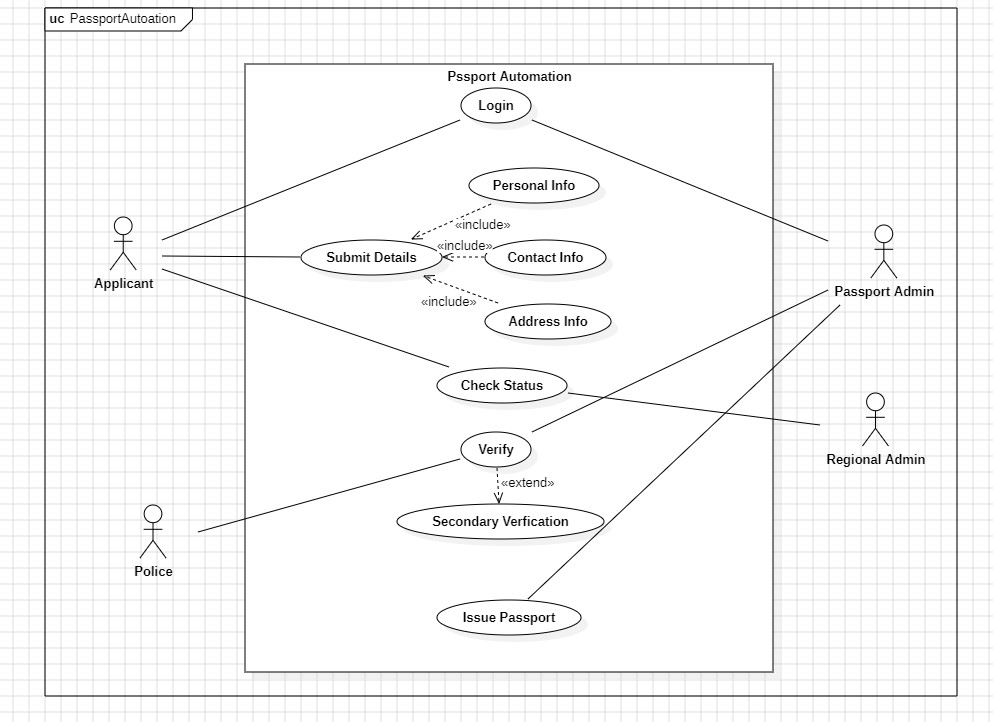 uc PassportAutoation
Pssport Automation
Login
Personal Info
«include»
«include»
Submit Details
Contact Info
Applicant
Passport Admin
«include»
Address Info
Check Status
Verify
Regional Admin
«extend»
Secondary Verfication
Police
Issue Passport